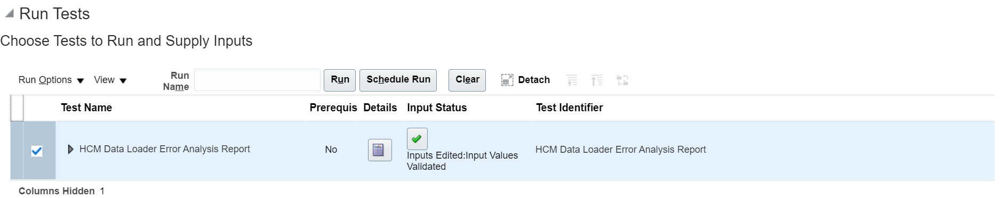 Run Tests
Choose Tests to Run and Supply Inputs
Run Options View Run Name Run Schedule Run Clear Detach
Test Name Prerequis Details Input Status Test Identifier
HCM Data Loader Error Analysis Report No Inputs Edited:Input Values Validated HCM Data Loader Error Analysis Report
Columns Hidden 1